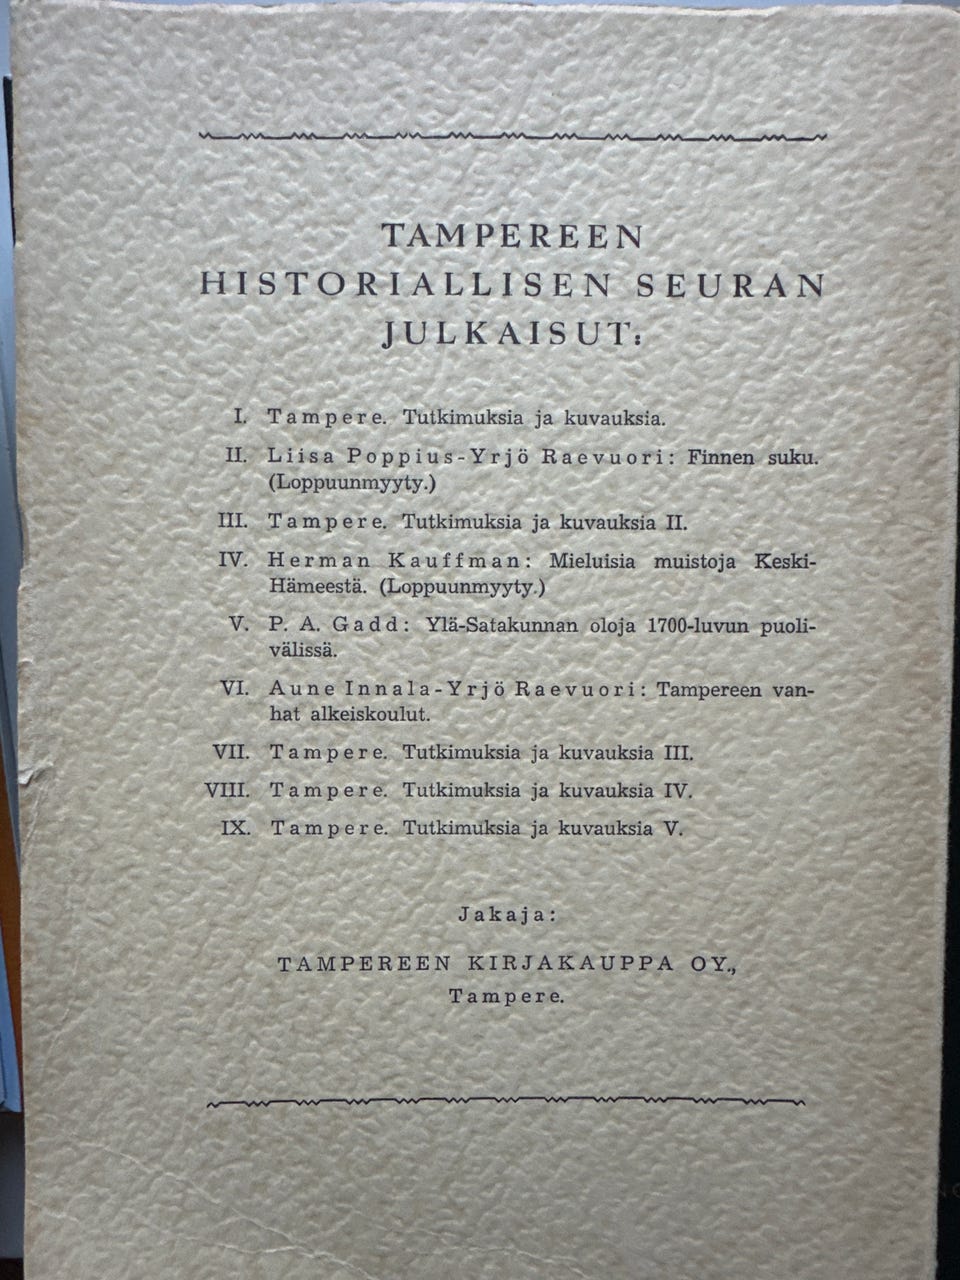 TAMPEREEN
HISTORIALLISEN SEURAN
JULKAISUT:
I. Tampere. Tutkimuksia ja kuvauksia.
II. Liisa Poppius-Yrjö Raevuori: Finnen suku.
(Loppuunmyyty.)
III. Tampere. Tutkimuksia ja kuvauksia II.
IV. Herman Kauffman: Mieluisia muistoja Keski-
Hämeestä. (Loppuunmyyty.)
V. P. A. Gadd: Ylä-Satakunnan oloja 1700-luvun puoli-
välissä.
VI. Aune Innala-Yrjö Raevuori: Tampereen van-
hat alkeiskoulut.
VII. Tampere. Tutkimuksia ja kuvauksia III.
VIII. Tampere. Tutkimuksia ja kuvauksia IV.
IX. Tampere. Tutkimuksia ja kuvauksia V.
Jakaja:
TAMPEREEN KIRJAKAUPPA OY.,
Tampere.